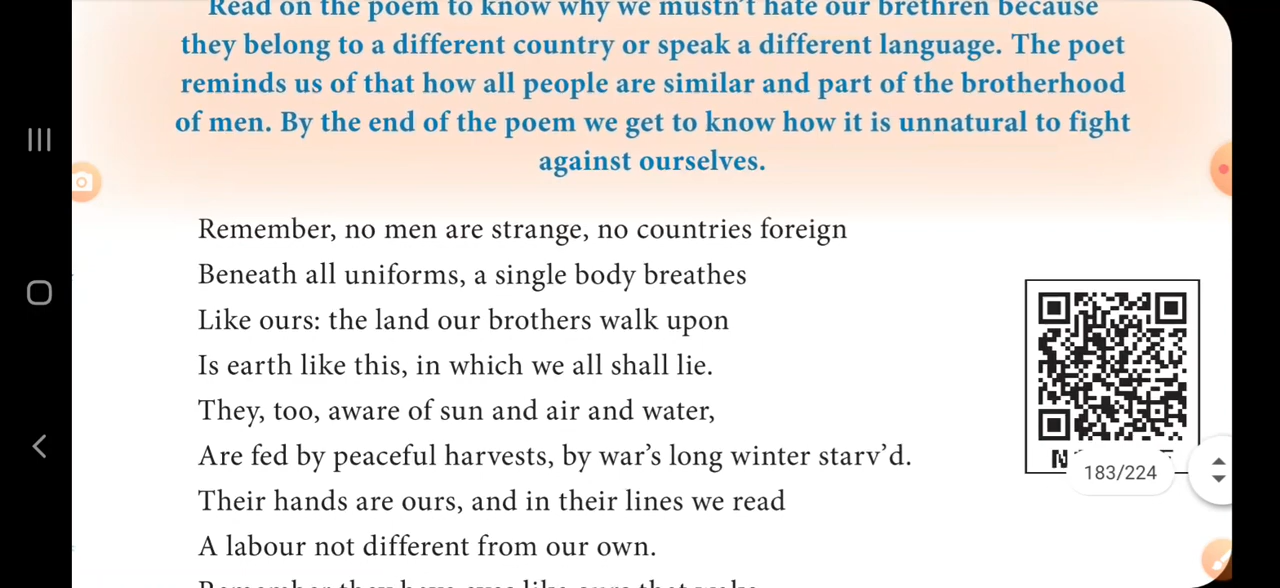 Read on the poem to know why we mustn't hate our brethren because
they belong to a different country or speak a different language. The poet
reminds us of that how all people are similar and part of the brotherhood
of men. By the end of the poem we get to know how it is unnatural to fight
against ourselves.
Remember, no men are strange, no countries foreign
Beneath all uniforms, a single body breathes
Like ours: the land our brothers walk upon
Is earth like this, in which we all shall lie.
They, too, aware of sun and air and water,
Are fed by peaceful harvests, by war's long winter starv'd.
Their hands are ours, and in their lines we read
A labour not different from our own.
183/224